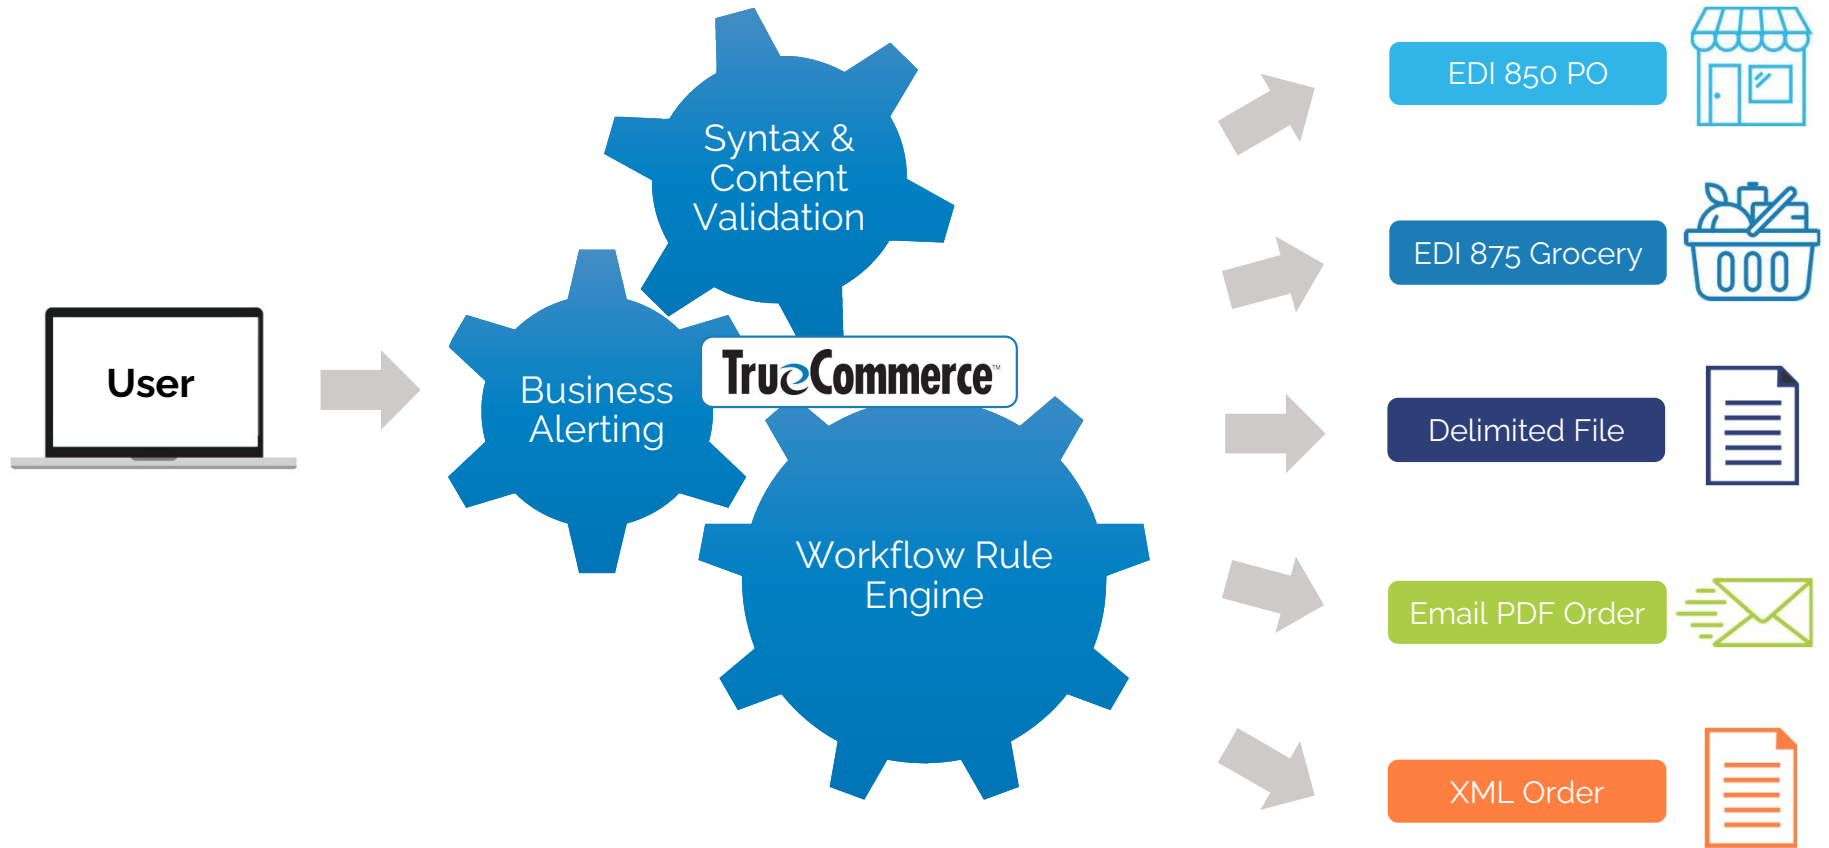 User
Syntax &
Content
Validation
Business
Alerting
TrueCommerce™
Workflow Rule
Engine
EDI 850 PO
EDI 875 Grocery
Delimited File
Email PDF Order
XML Order